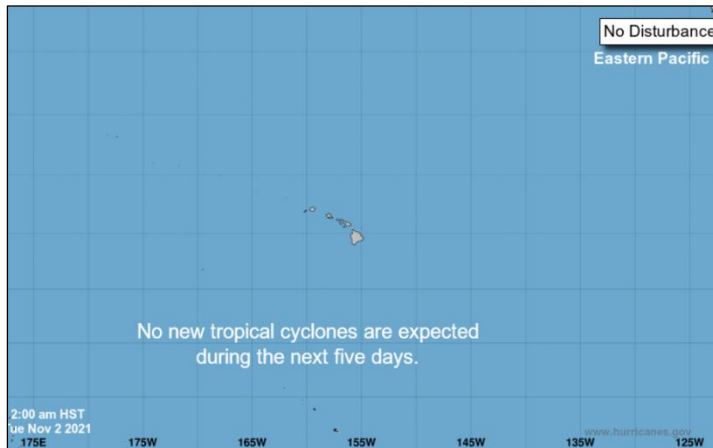 No Disturbance
Eastern Pacific
No new tropical cyclones are expected
during the next five days.
2:00 am HST
ue Nov 2 2021
www.hurricanes.gov
175E 175W 165W 155W 145W 135W 125W